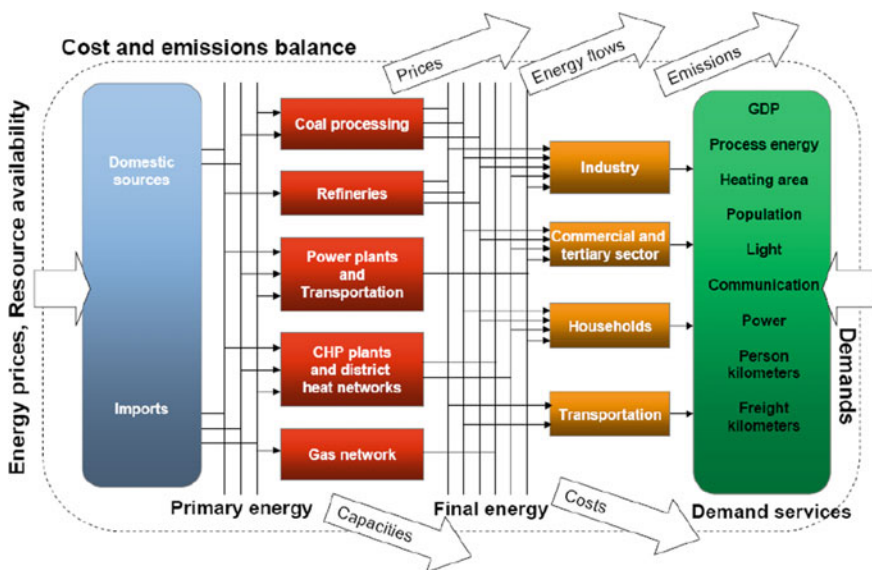 Cost and emissions balance
Prices
Energy flows
Emissions
Energy prices, Resource availability
Domestic
sources
Imports
Coal processing
Refineries
Power plants
and
Transportation
CHP plants
and district
heat networks
Gas network
Industry
Commercial and
tertiary sector
Households
Transportation
GDP
Process energy
Heating area
Population
Light
Communication
Power
Person
kilometers
Freight
kilometers
Demands
Primary energy
Capacities
Final energy
Costs
Demand services